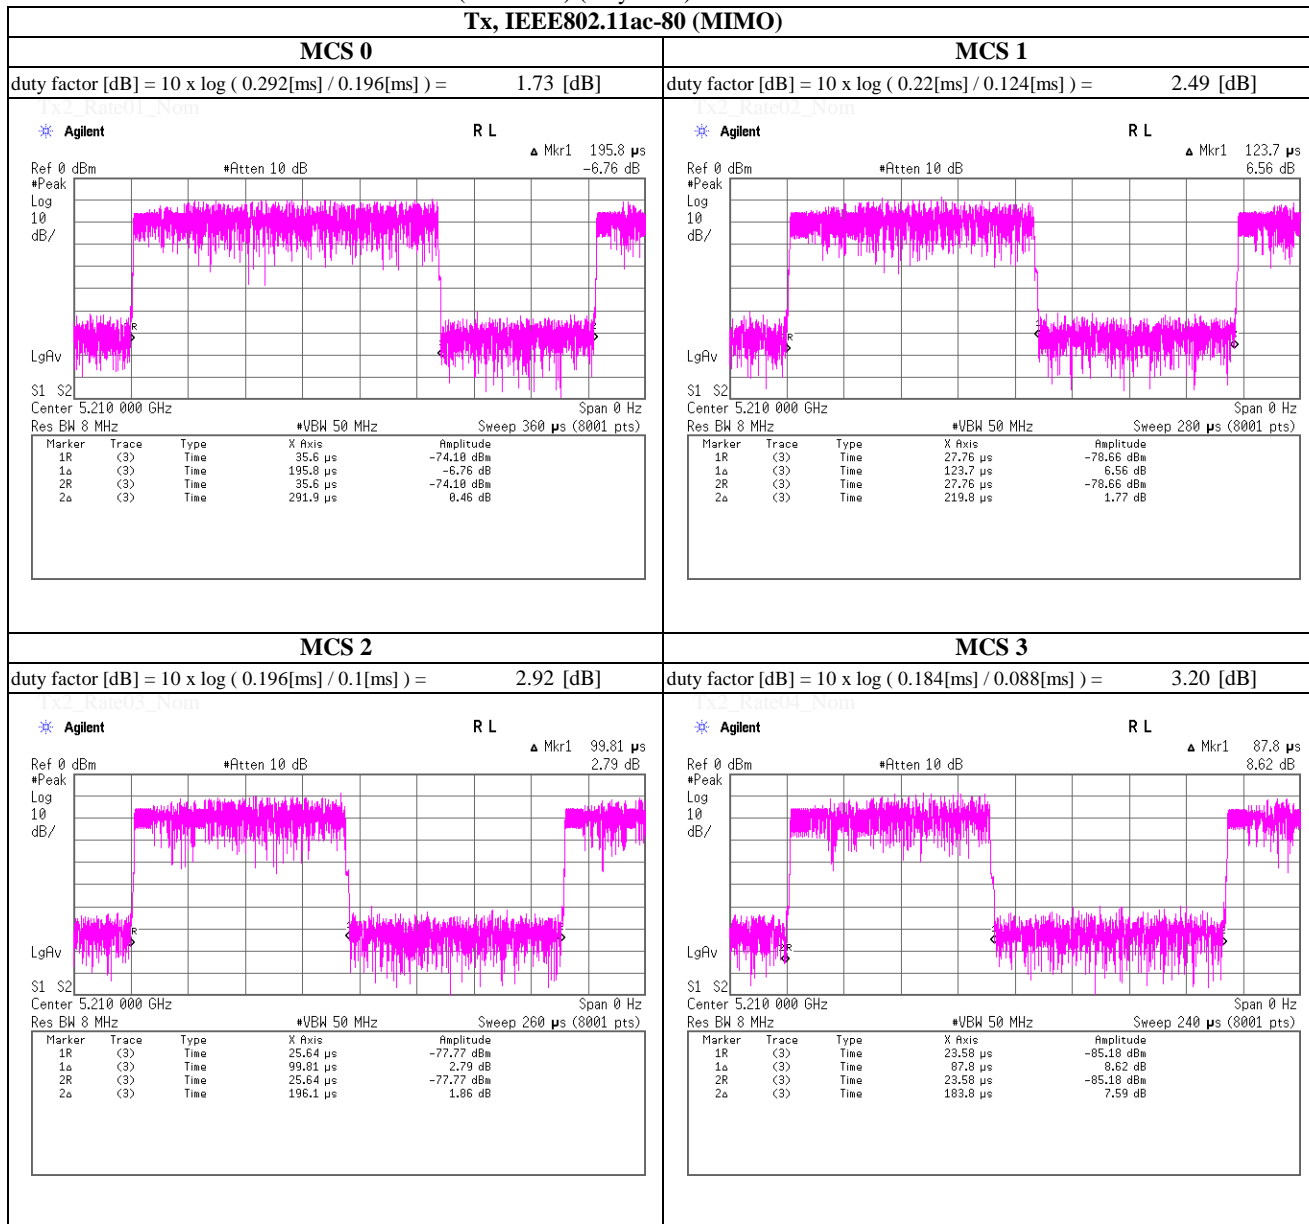 Tx, IEEE802.11ac-80 (MIMO)
MCS 0
MCS 1
duty factor [dB] = 10 x log ( 0.292[ms] / 0.196[ms] ) = 1.73 [dB]
duty factor [dB] = 10 x log ( 0.22[ms] / 0.124[ms] ) = 2.49 [dB]
Tx2_Rate01_Nom
Agilent R L
Δ Mkr1 195.8 µs
Ref 0 dBm #Atten 10 dB -6.76 dB
#Peak
Log
10
dB/
R
2
LgAv
S1 S2
Center 5.210 000 GHz Span 0 Hz
Res BW 8 MHz #VBW 50 MHz Sweep 360 µs (8001 pts)
Marker Trace Type X Axis Amplitude
1R (3) Time 35.6 µs -74.10 dBm
1Δ (3) Time 195.8 µs -6.76 dB
2R (3) Time 35.6 µs -74.10 dBm
2Δ (3) Time 291.9 µs 0.46 dB
Tx2_Rate02_Nom
Agilent R L
Δ Mkr1 123.7 µs
Ref 0 dBm #Atten 10 dB 6.56 dB
#Peak
Log
10
dB/
R
LgAv
S1 S2
Center 5.210 000 GHz Span 0 Hz
Res BW 8 MHz #VBW 50 MHz Sweep 280 µs (8001 pts)
Marker Trace Type X Axis Amplitude
1R (3) Time 27.76 µs -78.66 dBm
1Δ (3) Time 123.7 µs 6.56 dB
2R (3) Time 27.76 µs -78.66 dBm
2Δ (3) Time 219.8 µs 1.77 dB
MCS 2
MCS 3
duty factor [dB] = 10 x log ( 0.196[ms] / 0.1[ms] ) = 2.92 [dB]
duty factor [dB] = 10 x log ( 0.184[ms] / 0.088[ms] ) = 3.20 [dB]
Tx2_Rate03_Nom
Agilent R L
Δ Mkr1 99.81 µs
Ref 0 dBm #Atten 10 dB 2.79 dB
#Peak
Log
10
dB/
R
LgAv
S1 S2
Center 5.210 000 GHz Span 0 Hz
Res BW 8 MHz #VBW 50 MHz Sweep 260 µs (8001 pts)
Marker Trace Type X Axis Amplitude
1R (3) Time 25.64 µs -77.77 dBm
1Δ (3) Time 99.81 µs 2.79 dB
2R (3) Time 25.64 µs -77.77 dBm
2Δ (3) Time 196.1 µs 1.86 dB
Tx2_Rate04_Nom
Agilent R L
Δ Mkr1 87.8 µs
Ref 0 dBm #Atten 10 dB 8.62 dB
#Peak
Log
10
dB/
2R
LgAv
S1 S2
Center 5.210 000 GHz Span 0 Hz
Res BW 8 MHz #VBW 50 MHz Sweep 240 µs (8001 pts)
Marker Trace Type X Axis Amplitude
1R (3) Time 23.58 µs -85.18 dBm
1Δ (3) Time 87.8 µs 8.62 dB
2R (3) Time 23.58 µs -85.18 dBm
2Δ (3) Time 183.8 µs 7.59 dB